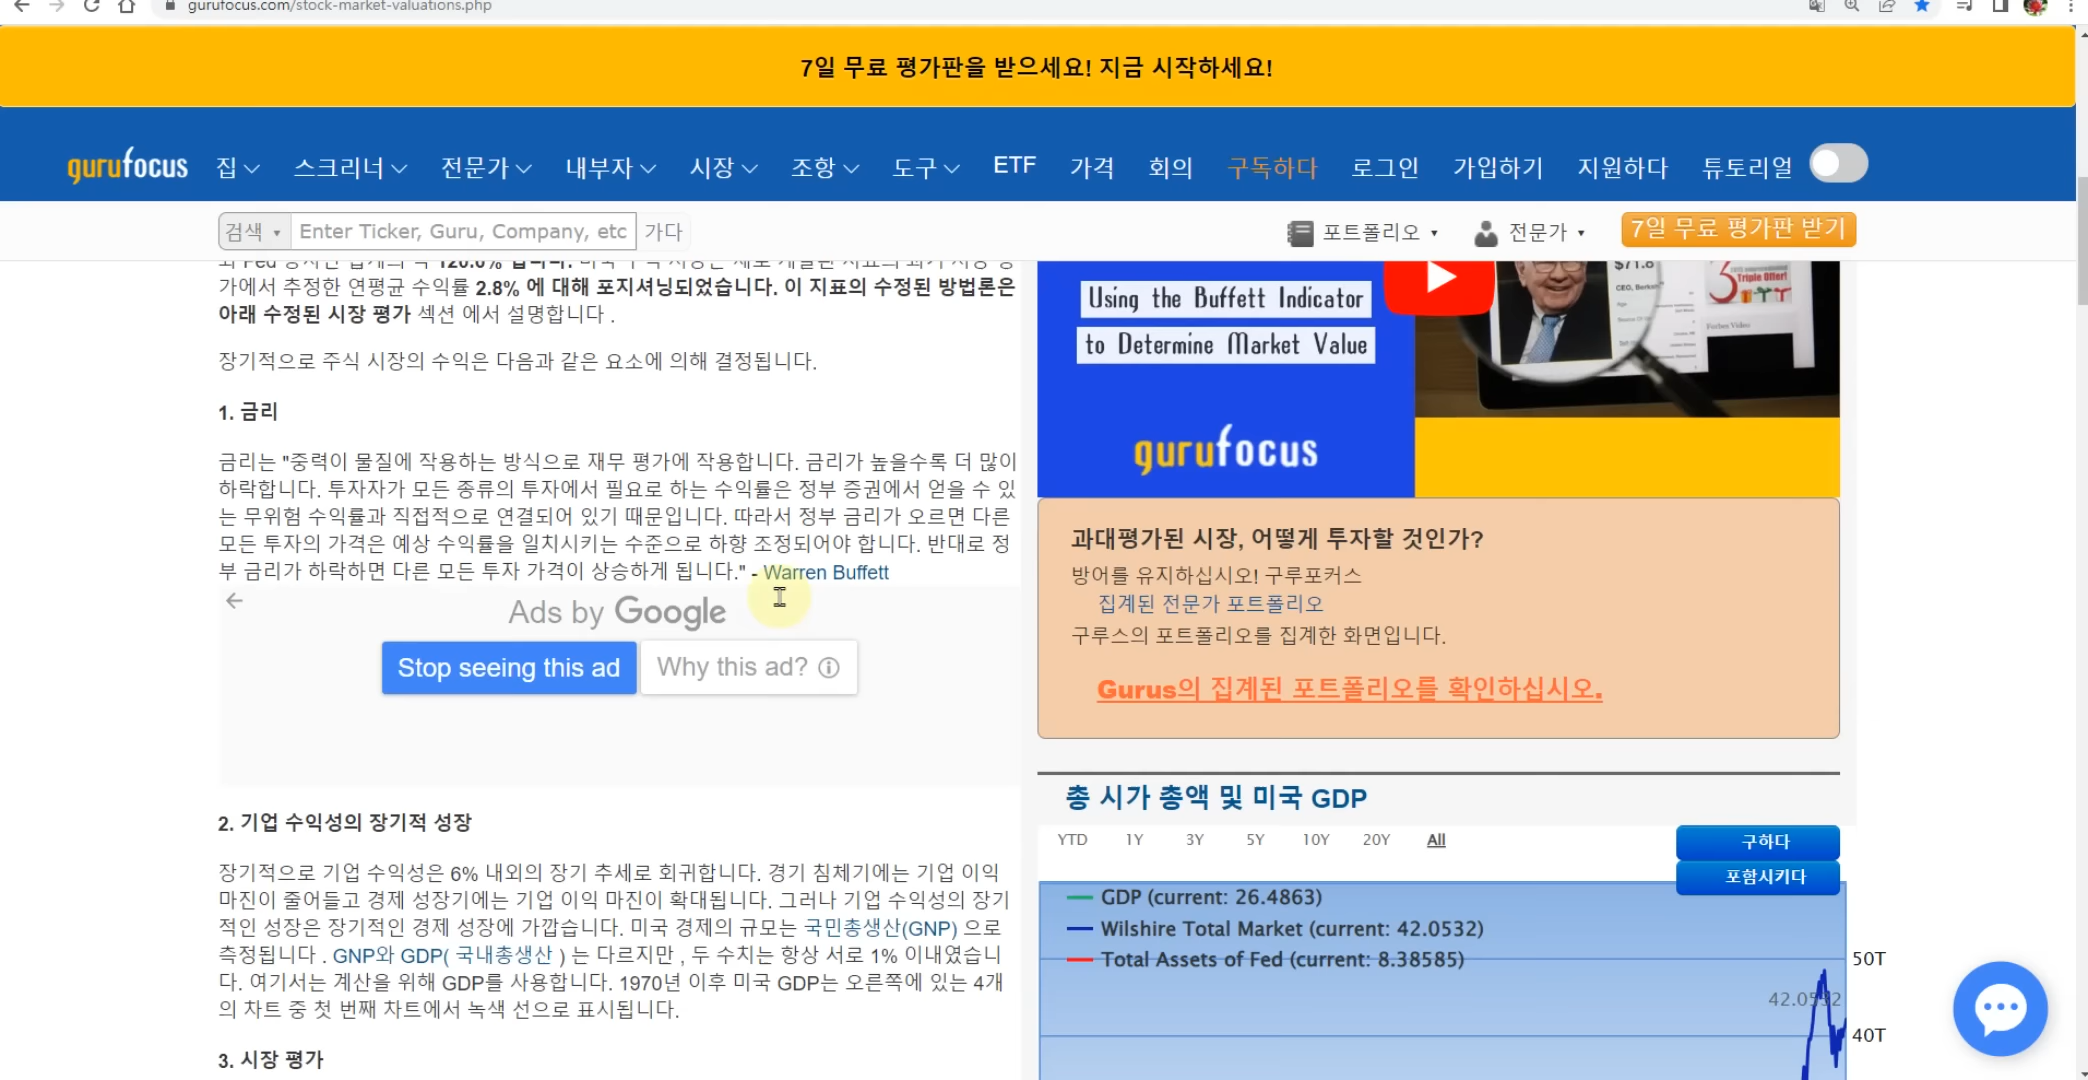 gurufocus.com/stock-market-valuations.php
7일 무료 평가판을 받으세요! 지금 시작하세요!
gurufocus 집 스크리너 전문가 내부자 시장 조항 도구 ETF 가격 회의 구독하다 로그인 가입하기 지원하다 튜토리얼
검색 Enter Ticker, Guru, Company, etc 가다 포트폴리오 전문가 7일 무료 평가판 받기
가에서 추정한 연평균 수익률 2.8% 에 대해 포지셔닝되었습니다. 이 지표의 수정된 방법론은
아래 수정된 시장 평가 섹션 에서 설명합니다 .
장기적으로 주식 시장의 수익은 다음과 같은 요소에 의해 결정됩니다.
1. 금리
금리는 "중력이 물질에 작용하는 방식으로 재무 평가에 작용합니다. 금리가 높을수록 더 많이
하락합니다. 투자자가 모든 종류의 투자에서 필요로 하는 수익률은 정부 증권에서 얻을 수 있
는 무위험 수익률과 직접적으로 연결되어 있기 때문입니다. 따라서 정부 금리가 오르면 다른
모든 투자의 가격은 예상 수익률을 일치시키는 수준으로 하향 조정되어야 합니다. 반대로 정
부 금리가 하락하면 다른 모든 투자 가격이 상승하게 됩니다." - Warren Buffett
Ads by Google
Stop seeing this ad Why this ad?
2. 기업 수익성의 장기적 성장
장기적으로 기업 수익성은 6% 내외의 장기 추세로 회귀합니다. 경기 침체기에는 기업 이익
마진이 줄어들고 경제 성장기에는 기업 이익 마진이 확대됩니다. 그러나 기업 수익성의 장기
적인 성장은 장기적인 경제 성장에 가깝습니다. 미국 경제의 규모는 국민총생산(GNP) 으로
측정됩니다 . GNP와 GDP( 국내총생산 ) 는 다르지만 , 두 수치는 항상 서로 1% 이내였습니
다. 여기서는 계산을 위해 GDP를 사용합니다. 1970년 이후 미국 GDP는 오른쪽에 있는 4개
의 차트 중 첫 번째 차트에서 녹색 선으로 표시됩니다.
3. 시장 평가
Using the Buffett Indicator
to Determine Market Value
gurufocus
$71.8
CEO, Berksh
Triple Offer!
Forbes Video
과대평가된 시장, 어떻게 투자할 것인가?
방어를 유지하십시오! 구루포커스
집계된 전문가 포트폴리오
구루스의 포트폴리오를 집계한 화면입니다.
Gurus의 집계된 포트폴리오를 확인하십시오.
총 시가 총액 및 미국 GDP
YTD 1Y 3Y 5Y 10Y 20Y All
구하다
포함시키다
GDP (current: 26.4863)
Wilshire Total Market (current: 42.0532)
Total Assets of Fed (current: 8.38585)
50T
42.0532
40T